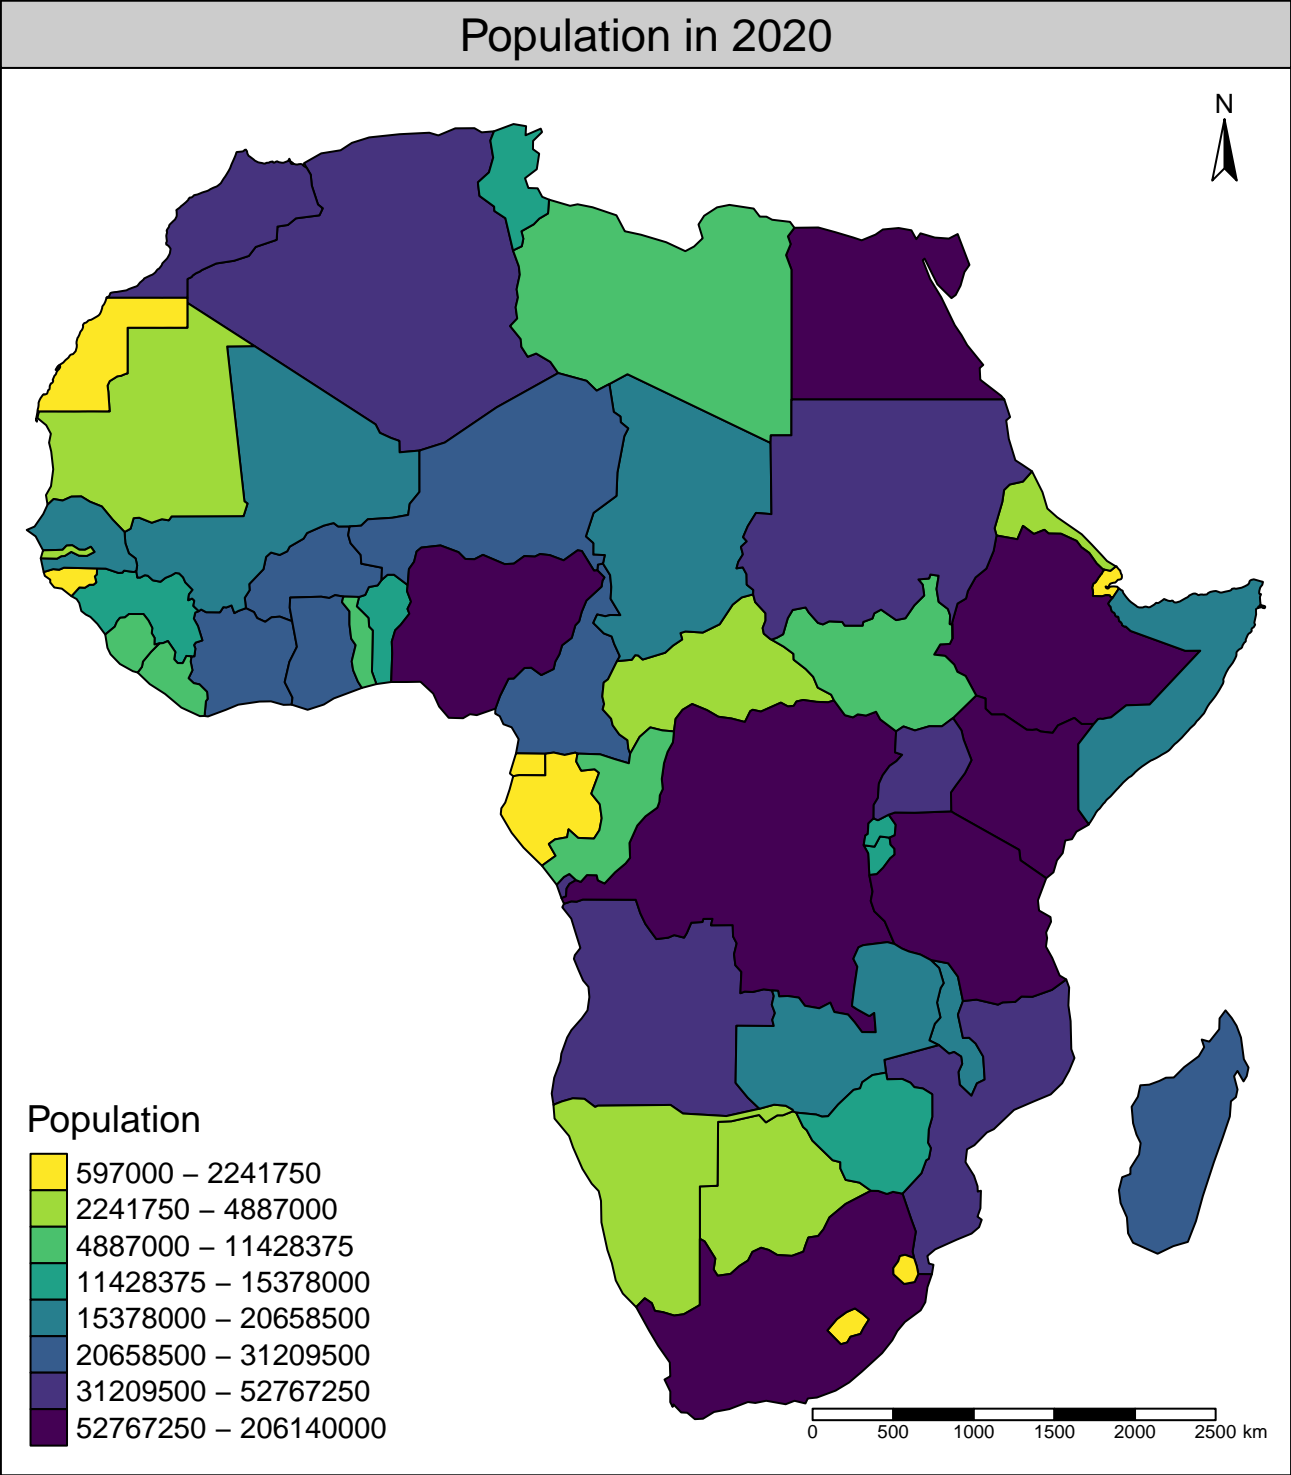 Population in 2020
N
Population
597000 – 2241750
2241750 – 4887000
4887000 – 11428375
11428375 – 15378000
15378000 – 20658500
20658500 – 31209500
31209500 – 52767250
52767250 – 206140000
0 500 1000 1500 2000 2500 km